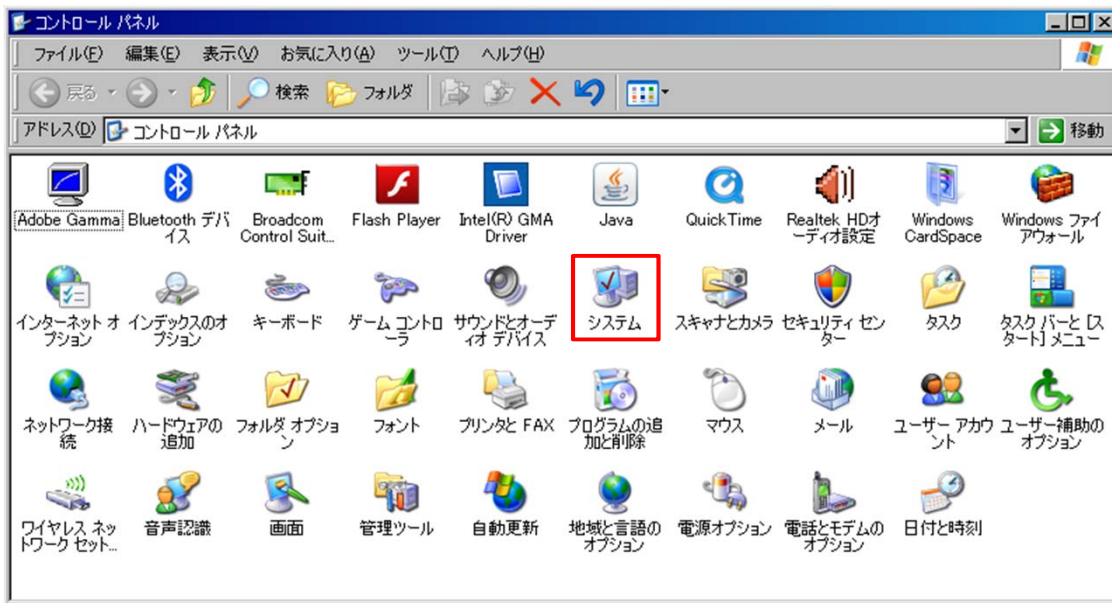 コントロール パネル
ファイル(F) 編集(E) 表示(V) お気に入り(A) ツール(T) ヘルプ(H)
戻る 検索 フォルダ
アドレス(D) コントロール パネル 移動
Adobe Gamma
Bluetooth デバ
イス
Broadcom
Control Suit...
Flash Player
Intel(R) GMA
Driver
Java
QuickTime
Realtek HDオ
ーディオ設定
Windows
CardSpace
Windows ファイ
アウォール
インターネット オ
プション
インデックスのオ
プション
キーボード
ゲーム コントロ
ーラ
サウンドとオーデ
ィオ デバイス
システム
スキャナとカメラ
セキュリティ セン
ター
タスク
タスク バーと [ス
タート] メニュー
ネットワーク接
続
ハードウェアの
追加
フォルダ オプショ
ン
フォント
プリンタと FAX
プログラムの追
加と削除
マウス
メール
ユーザー アカウ
ント
ユーザー補助の
オプション
ワイヤレス ネッ
トワーク セット...
音声認識
画面
管理ツール
自動更新
地域と言語の
オプション
電源オプション
電話とモデムの
オプション
日付と時刻